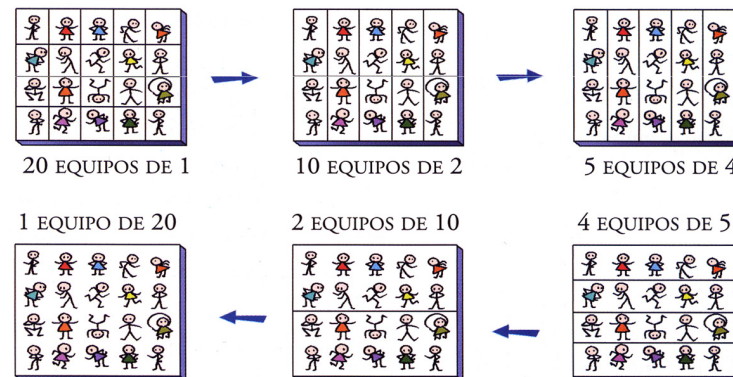 20 EQUIPOS DE 1
10 EQUIPOS DE 2
5 EQUIPOS DE 4
1 EQUIPO DE 20
2 EQUIPOS DE 10
4 EQUIPOS DE 5